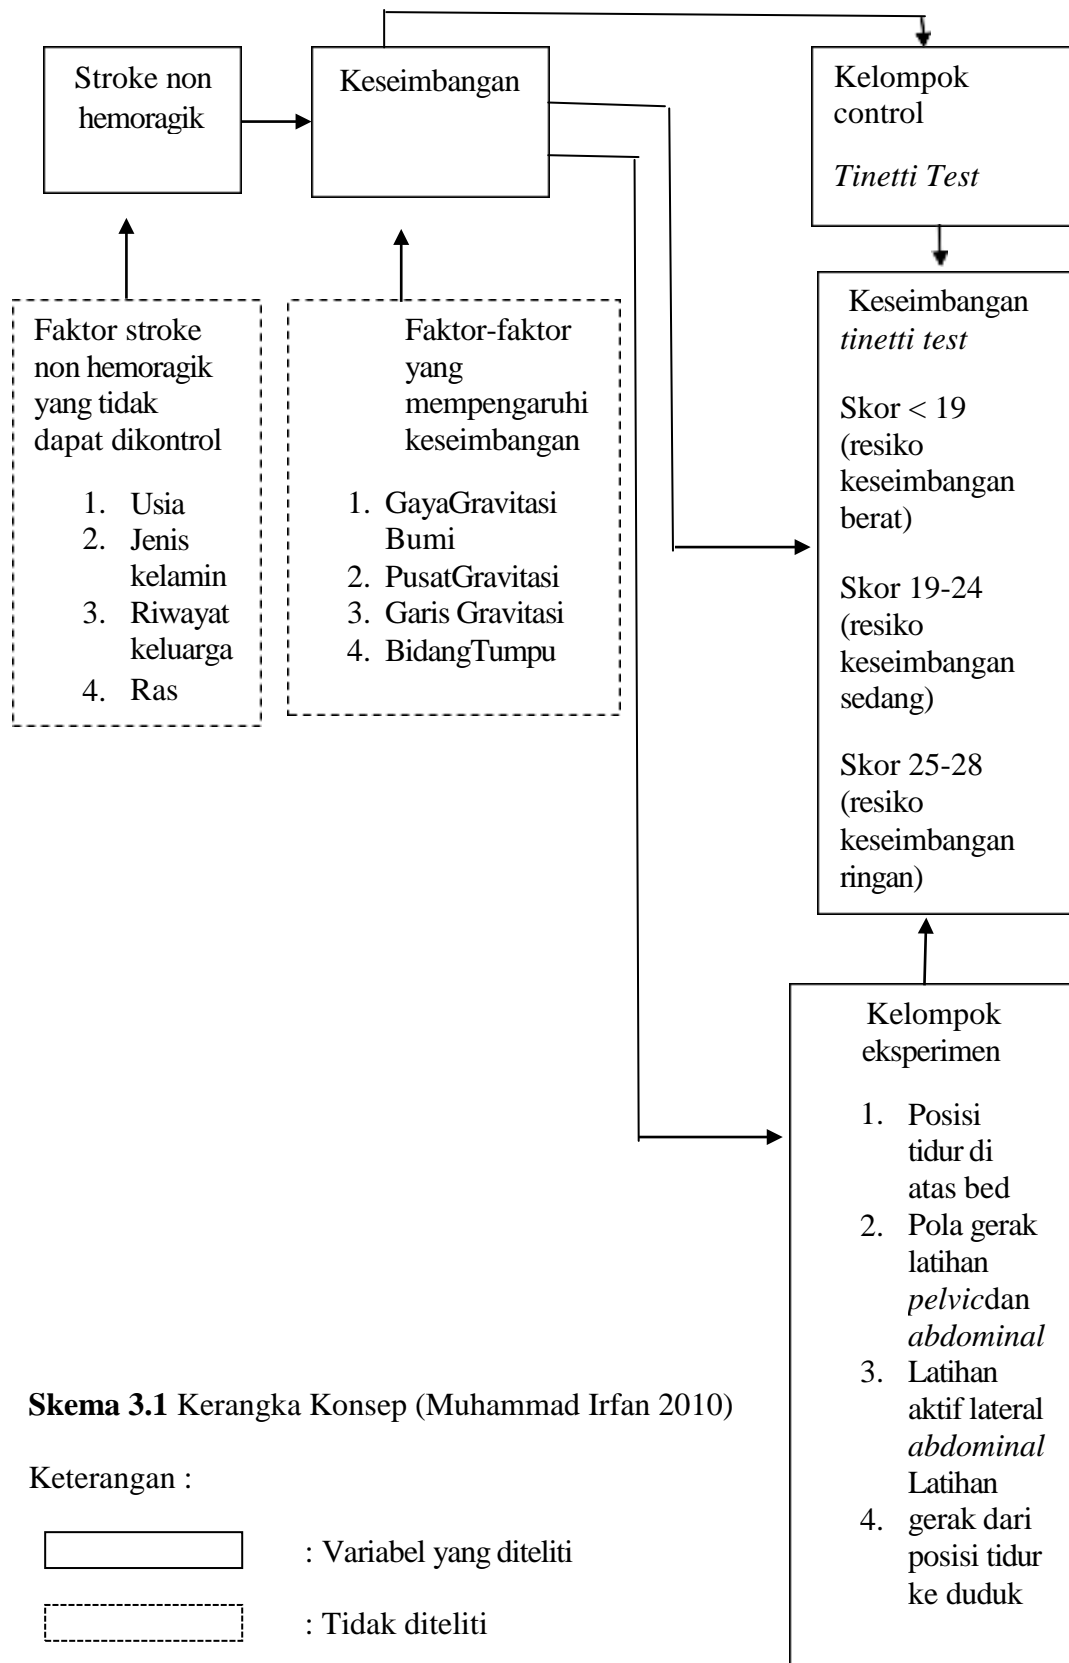 Stroke non
hemoragik
Keseimbangan
Kelompok
control
Tinetti Test
Faktor stroke
non hemoragik
yang tidak
dapat dikontrol
1. Usia
2. Jenis
kelamin
3. Riwayat
keluarga
4. Ras
Faktor-faktor
yang
mempengaruhi
keseimbangan
1. GayaGravitasi
Bumi
2. PusatGravitasi
3. Garis Gravitasi
4. BidangTumpu
Keseimbangan
tinetti test
Skor < 19
(resiko
keseimbangan
berat)
Skor 19-24
(resiko
keseimbangan
sedang)
Skor 25-28
(resiko
keseimbangan
ringan)
Kelompok
eksperimen
1. Posisi
tidur di
atas bed
2. Pola gerak
latihan
pelvicdan
abdominal
3. Latihan
aktif lateral
abdominal
Latihan
4. gerak dari
posisi tidur
ke duduk
Skema 3.1 Kerangka Konsep (Muhammad Irfan 2010)
Keterangan :
: Variabel yang diteliti
: Tidak diteliti